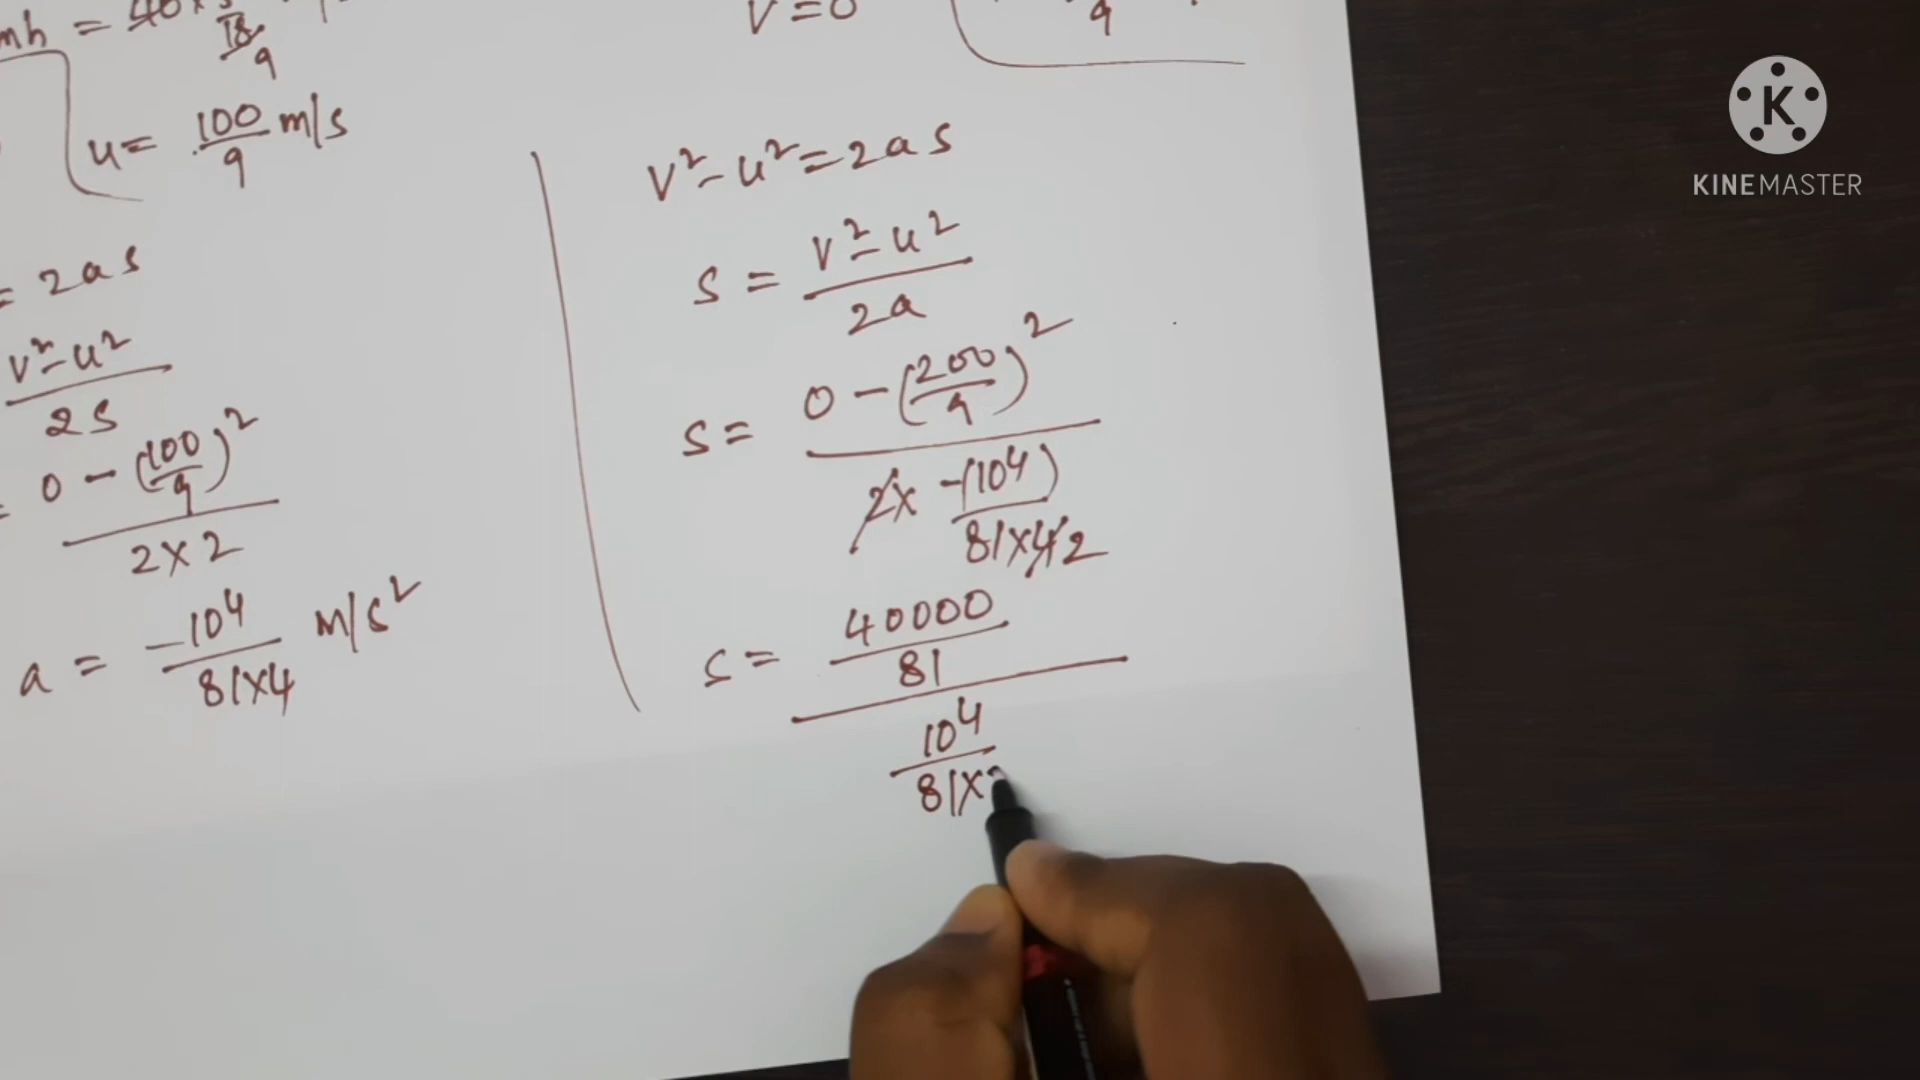 mh = 40 × 5/18 9
u = 100/9 m/s
= 2as
v² - u² / 2s
= 0 - (100/9)² / 2 × 2
a = -10⁴ / 81×4 m/s²
V = 0
9
v² - u² = 2as
s = v² - u² / 2a
s = 0 - (200/9)² / 2× -(10⁴) / 81×4 2
s = 40000/81 / 10⁴/81×
K
KINEMASTER